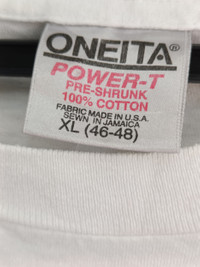 ONEITA®
POWER-T
PRE-SHRUNK
100% COTTON
FABRIC MADE IN U.S.A.
SEWN IN JAMAICA
XL (46-48)